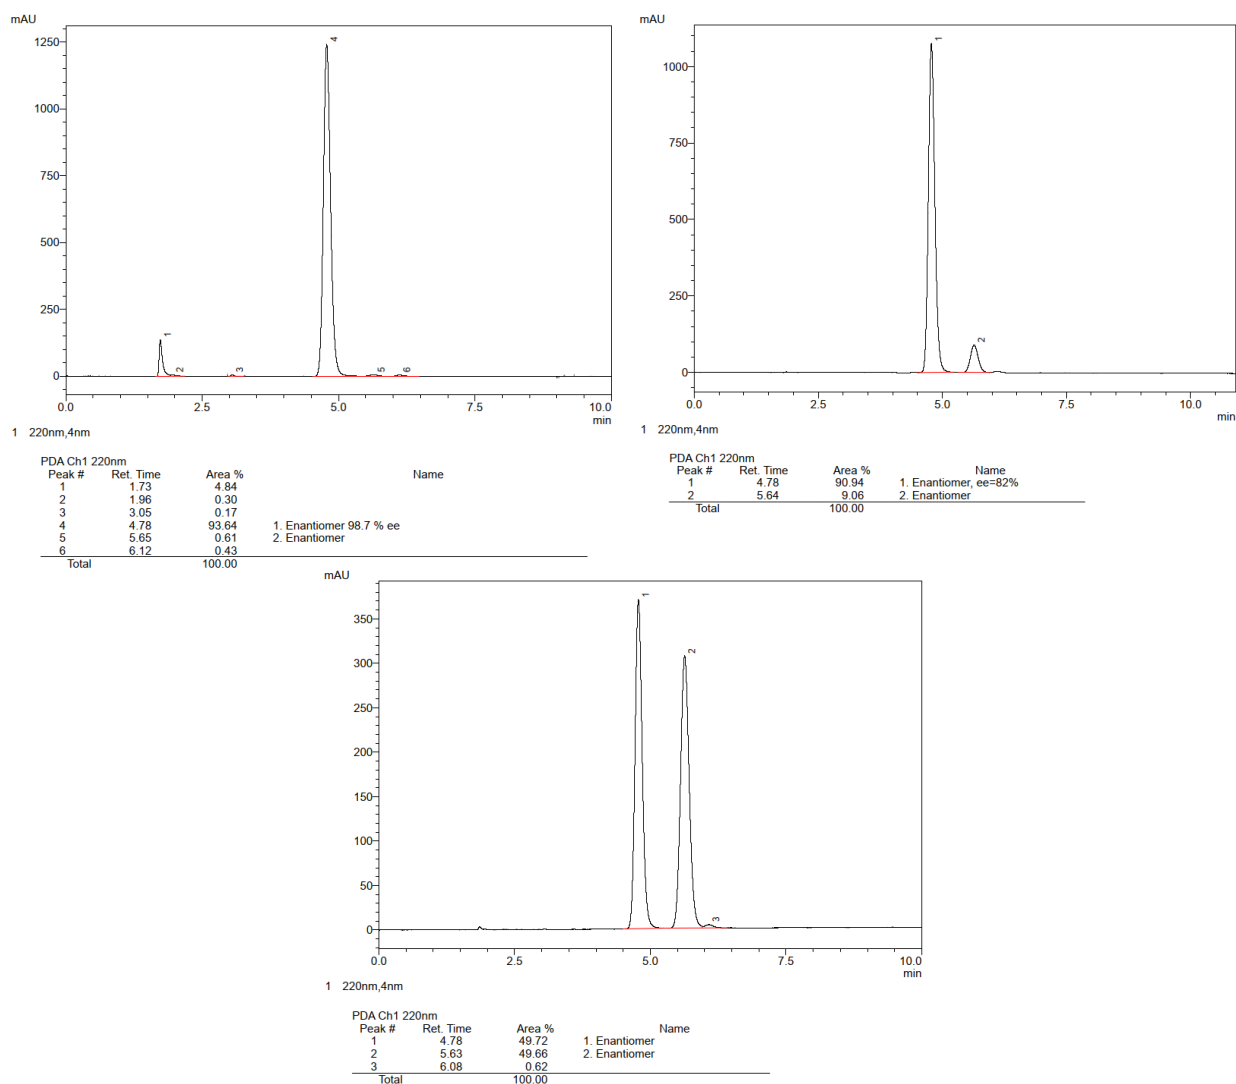 mAU
1250
1000
750
500
250
0
1
2
3
4
5
6
0.0 2.5 5.0 7.5 10.0
min
1 220nm,4nm
PDA Ch1 220nm
Peak # Ret. Time Area % Name
1 1.73 4.84
2 1.96 0.30
3 3.05 0.17
4 4.78 93.64 1. Enantiomer 98.7 % ee
5 5.65 0.61 2. Enantiomer
6 6.12 0.43
Total 100.00
mAU
1000
750
500
250
0
1
2
0.0 2.5 5.0 7.5 10.0
min
1 220nm,4nm
PDA Ch1 220nm
Peak # Ret. Time Area % Name
1 4.78 90.94 1. Enantiomer, ee=82%
2 5.64 9.06 2. Enantiomer
Total 100.00
mAU
350
300
250
200
150
100
50
0
1
2
3
0.0 2.5 5.0 7.5 10.0
min
1 220nm,4nm
PDA Ch1 220nm
Peak # Ret. Time Area % Name
1 4.78 49.72 1. Enantiomer
2 5.63 49.66 2. Enantiomer
3 6.08 0.62
Total 100.00